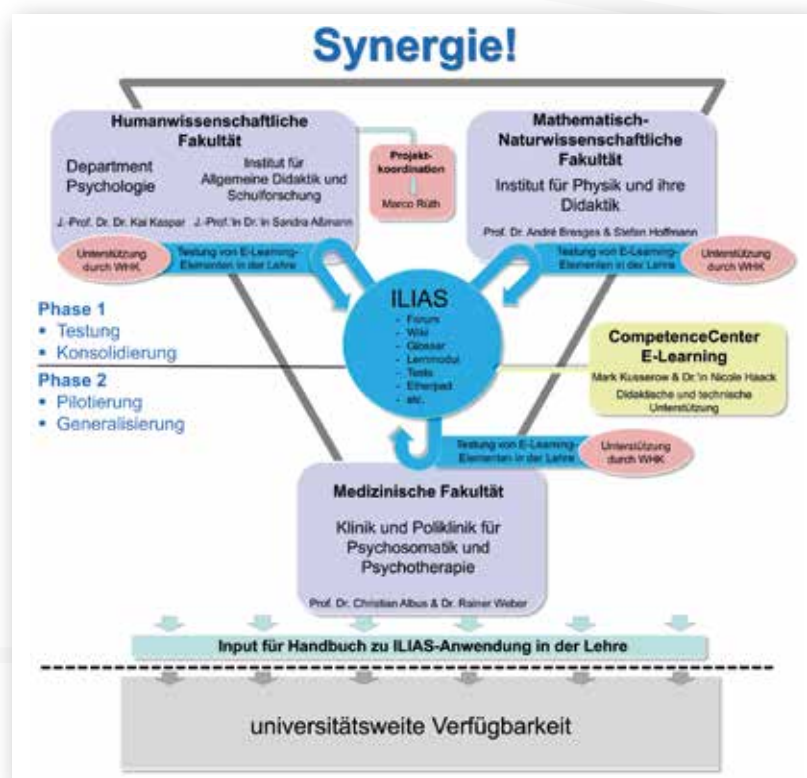 Synergie!
Humanwissenschaftliche
Fakultät
Department
Psychologie
Institut für
Allgemeine Didaktik und
Schulforschung
J.-Prof. Dr. Dr. Kai Kaspar
J.-Prof.'in Dr.'in Sandra Aßmann
Projekt-
koordination
Marco Rüth
Mathematisch-
Naturwissenschaftliche
Fakultät
Institut für Physik und ihre
Didaktik
Prof. Dr. André Bresges & Stefan Hoffmann
Unterstützung
durch WHK
Testung von E-Learning-
Elementen in der Lehre
Testung von E-Learning-
Elementen in der Lehre
Unterstützung
durch WHK
ILIAS
- Forum
- Wiki
- Glossar
- Lernmodul
- Tests
- Etherpad
- etc.
Phase 1
• Testung
• Konsolidierung
Phase 2
• Pilotierung
• Generalisierung
CompetenceCenter
E-Learning
Mark Kusserow & Dr.'in Nicole Haack
Didaktische und technische
Unterstützung
Testung von E-Learning-
Elementen in der Lehre
Unterstützung
durch WHK
Medizinische Fakultät
Klinik und Poliklinik für
Psychosomatik und
Psychotherapie
Prof. Dr. Christian Albus & Dr. Rainer Weber
Input für Handbuch zu ILIAS-Anwendung in der Lehre
universitätsweite Verfügbarkeit